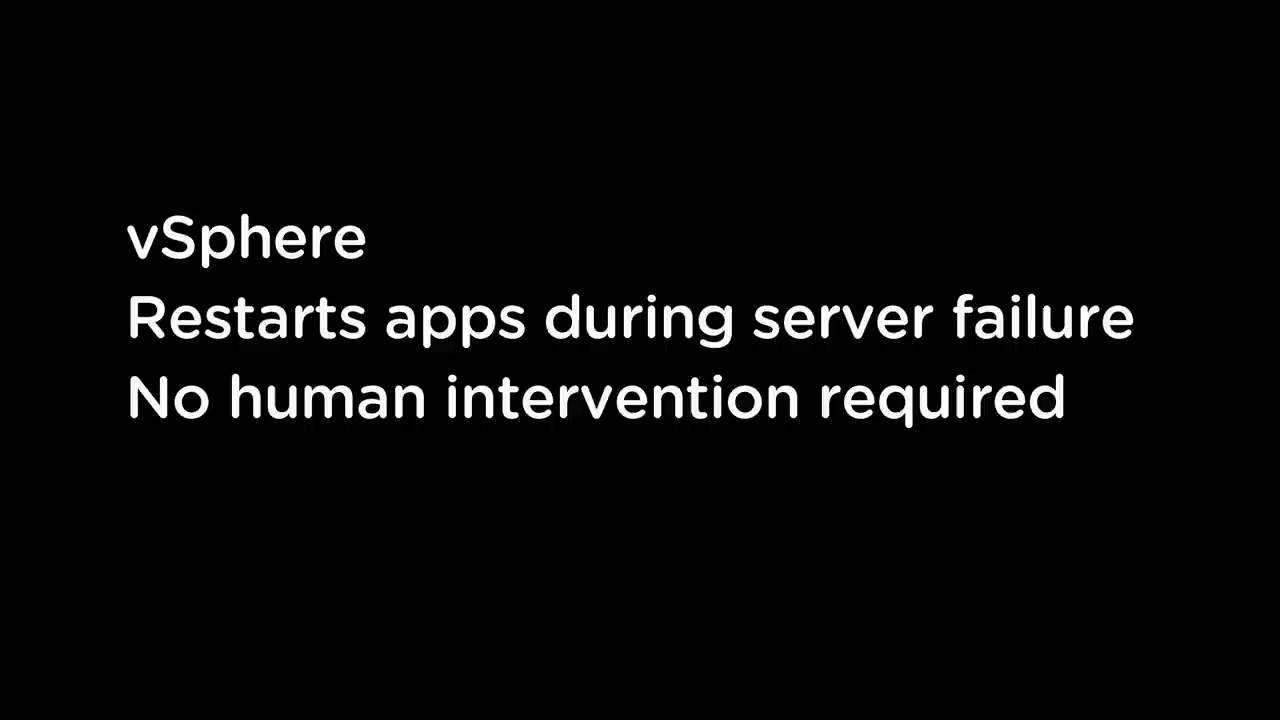 vSphere
Restarts apps during server failure
No human intervention required